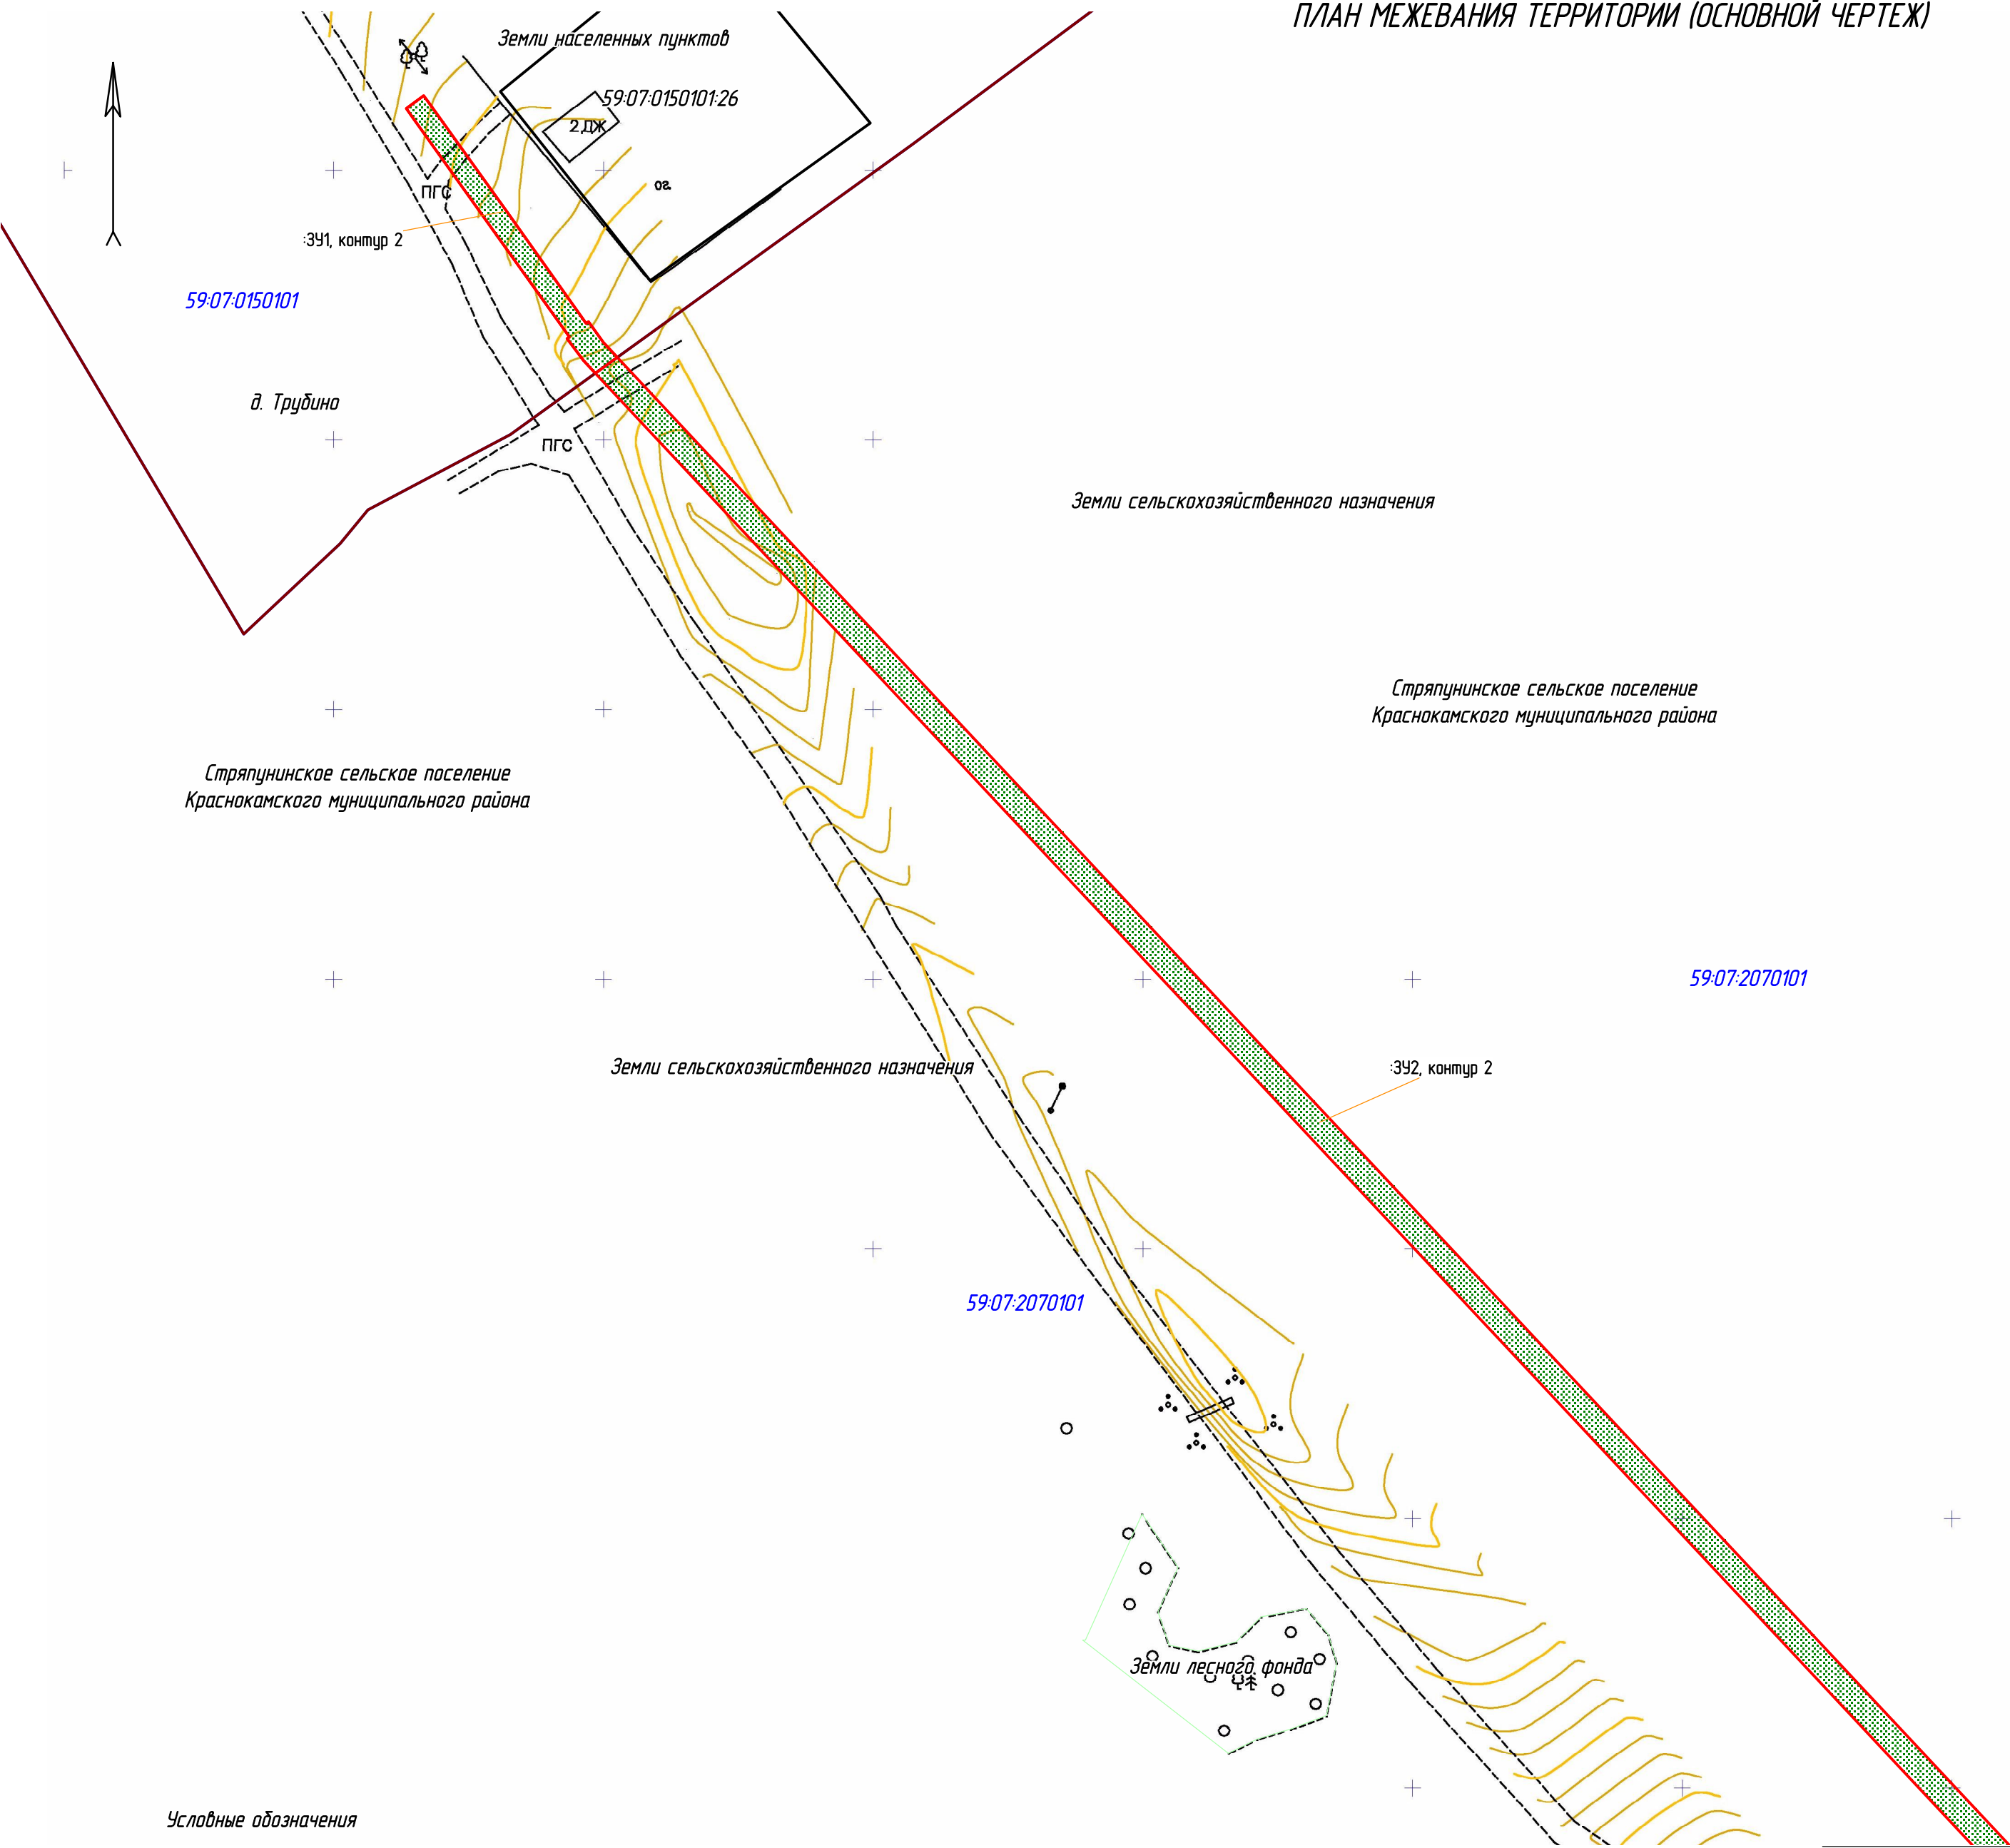 ПЛАН МЕЖЕВАНИЯ ТЕРРИТОРИИ (ОСНОВНОЙ ЧЕРТЕЖ)
Земли населенных пунктов
59:07:0150101:26
2ДЖ
ог.
ПГС
:ЗУ1, контур 2
59:07:0150101
д. Трубино
ПГС
Земли сельскохозяйственного назначения
Стряпунинское сельское поселение
Краснокамского муниципального района
Стряпунинское сельское поселение
Краснокамского муниципального района
59:07:2070101
Земли сельскохозяйственного назначения
:ЗУ2, контур 2
59:07:2070101
Земли лесного фонда
Условные обозначения